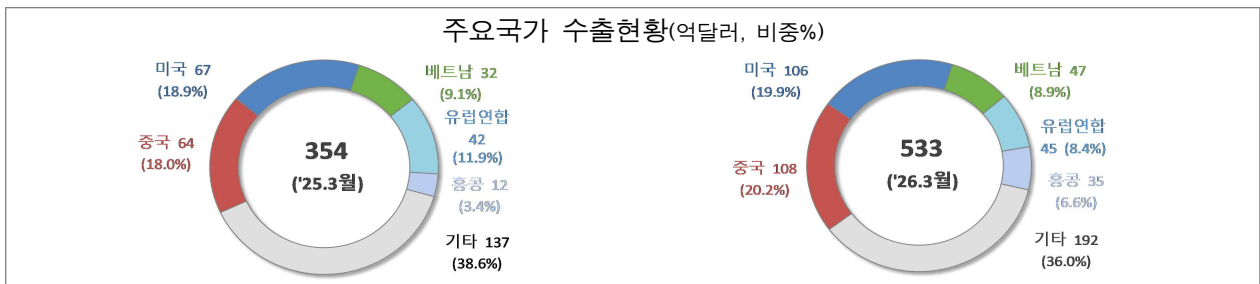 주요국가 수출현황(억달러, 비중%)
미국 67
(18.9%)
베트남 32
(9.1%)
유럽연합
42
(11.9%)
중국 64
(18.0%)
354
('25.3월)
홍콩 12
(3.4%)
기타 137
(38.6%)
미국 106
(19.9%)
베트남 47
(8.9%)
유럽연합
45 (8.4%)
중국 108
(20.2%)
533
('26.3월)
홍콩 35
(6.6%)
기타 192
(36.0%)